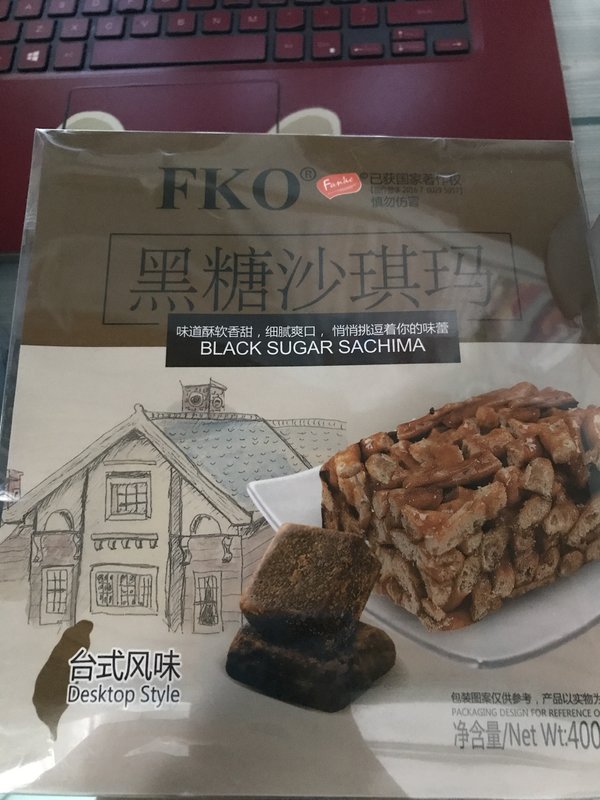 FKO®
Fanke
已获国家著作权
慎勿仿冒
黑糖沙琪玛
味道酥软香甜，细腻爽口，悄悄挑逗着你的味蕾
BLACK SUGAR SACHIMA
台式风味
Desktop Style
包装图案仅供参考，产品以实物为
PACKAGING DESIGN FOR REFERENCE O
净含量/Net Wt:400